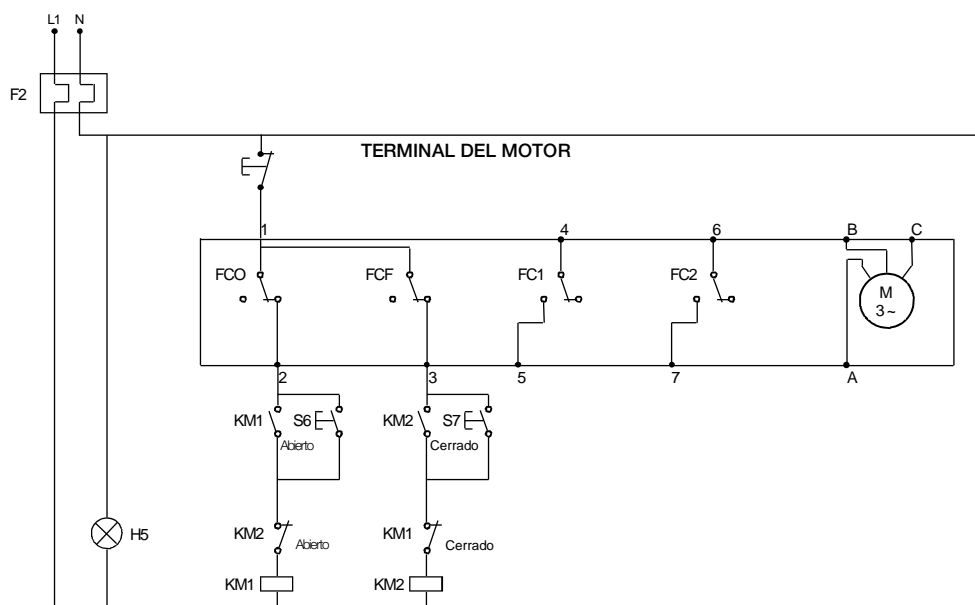 L1 N
F2
TERMINAL DEL MOTOR
1 4 6 B C
FCO FCF FC1 FC2
M
3 ~
2 3 5 7 A
KM1 S6 KM2 S7
Abierto Cerrado
KM2 KM1
H5
Abierto Cerrado
KM1 KM2